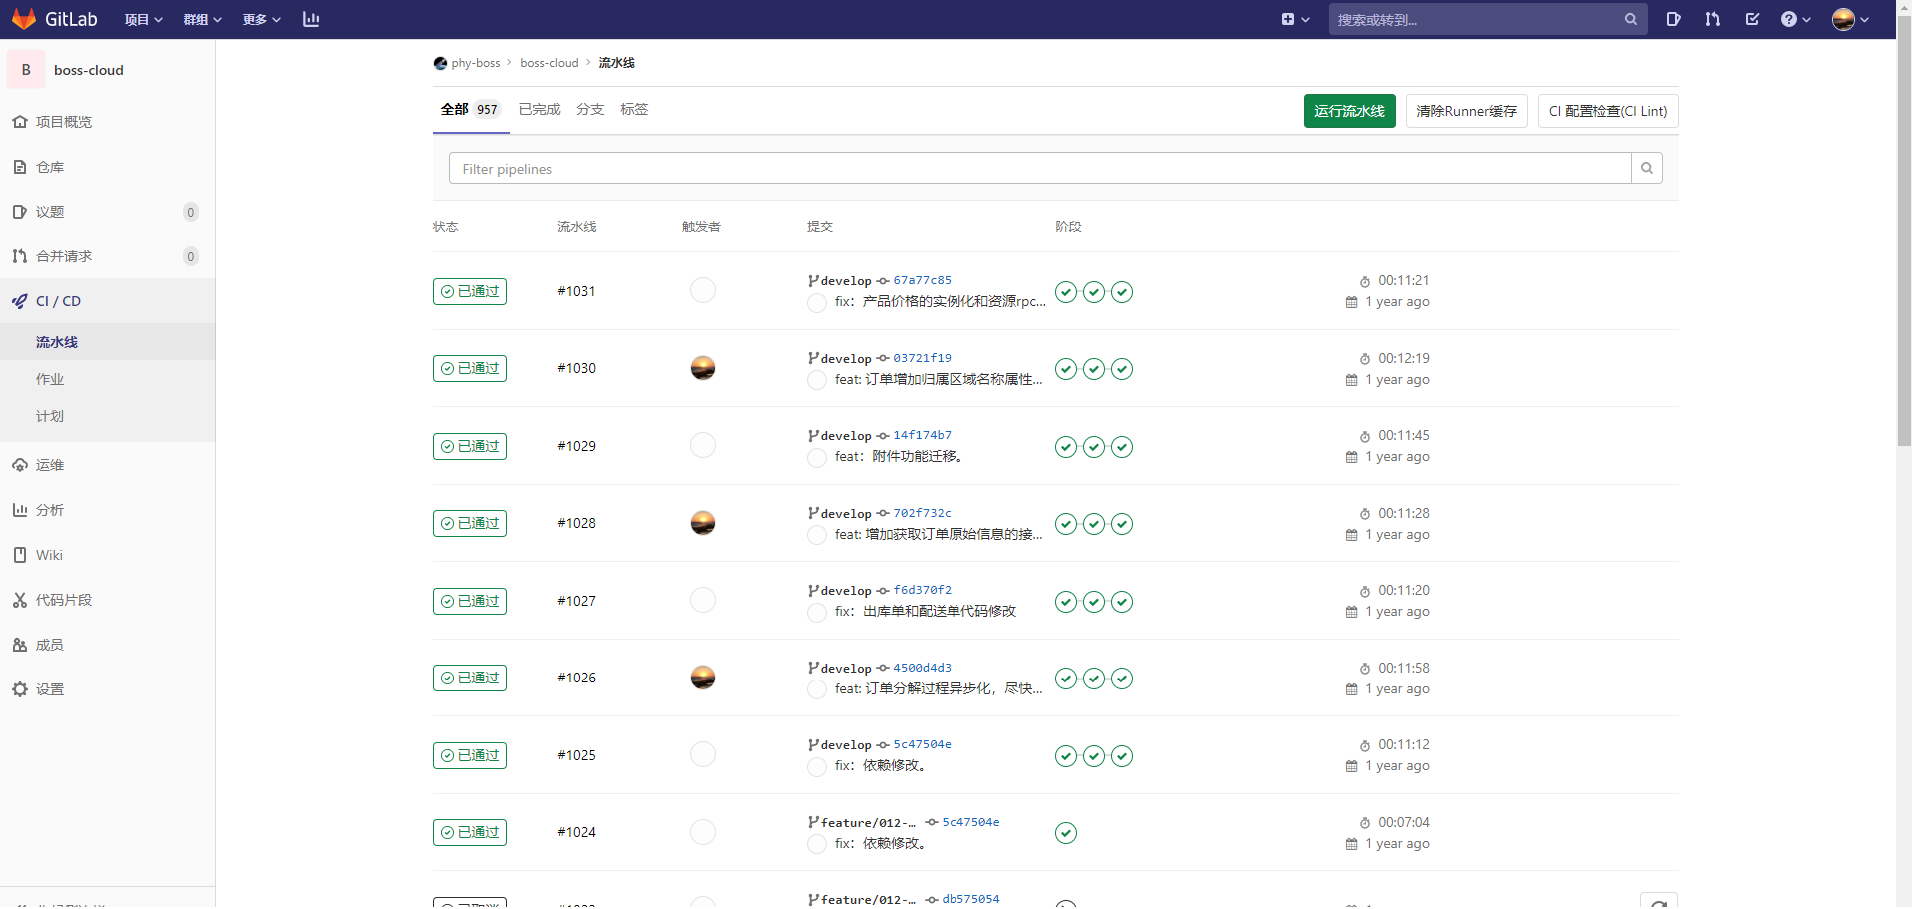 GitLab 项目 群组 更多 搜索或转到...
B boss-cloud
项目概览
仓库
议题 0
合并请求 0
CI / CD
流水线
作业
计划
运维
分析
Wiki
代码片段
成员
设置
phy-boss › boss-cloud › 流水线
全部 957 已完成 分支 标签 运行流水线 清除Runner缓存 CI 配置检查(CI Lint)
Filter pipelines
状态 流水线 触发者 提交 阶段
已通过 #1031 develop 67a77c85 00:11:21
fix：产品价格的实例化和资源rpc... 1 year ago
已通过 #1030 develop 03721f19 00:12:19
feat: 订单增加归属区域名称属性... 1 year ago
已通过 #1029 develop 14f174b7 00:11:45
feat：附件功能迁移。 1 year ago
已通过 #1028 develop 702f732c 00:11:28
feat: 增加获取订单原始信息的接... 1 year ago
已通过 #1027 develop f6d370f2 00:11:20
fix：出库单和配送单代码修改 1 year ago
已通过 #1026 develop 4500d4d3 00:11:58
feat: 订单分解过程异步化，尽快... 1 year ago
已通过 #1025 develop 5c47504e 00:11:12
fix：依赖修改。 1 year ago
已通过 #1024 feature/012-… 5c47504e 00:07:04
fix：依赖修改。 1 year ago
feature/012-… db575054